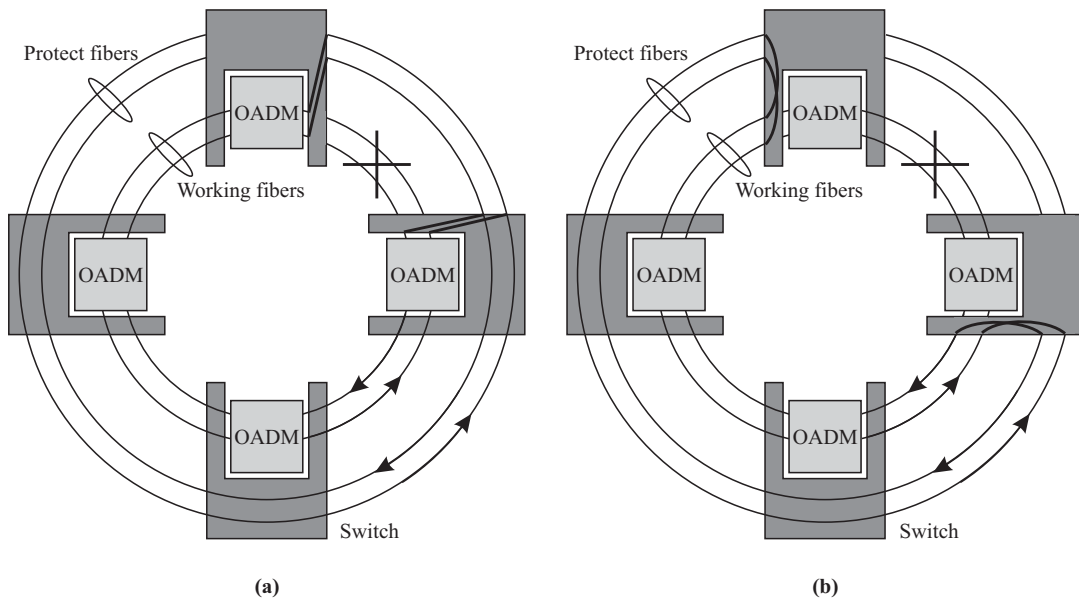 Protect fibers
OADM
Working fibers
OADM
OADM
OADM
Switch
(a)
Protect fibers
OADM
Working fibers
OADM
OADM
OADM
Switch
(b)